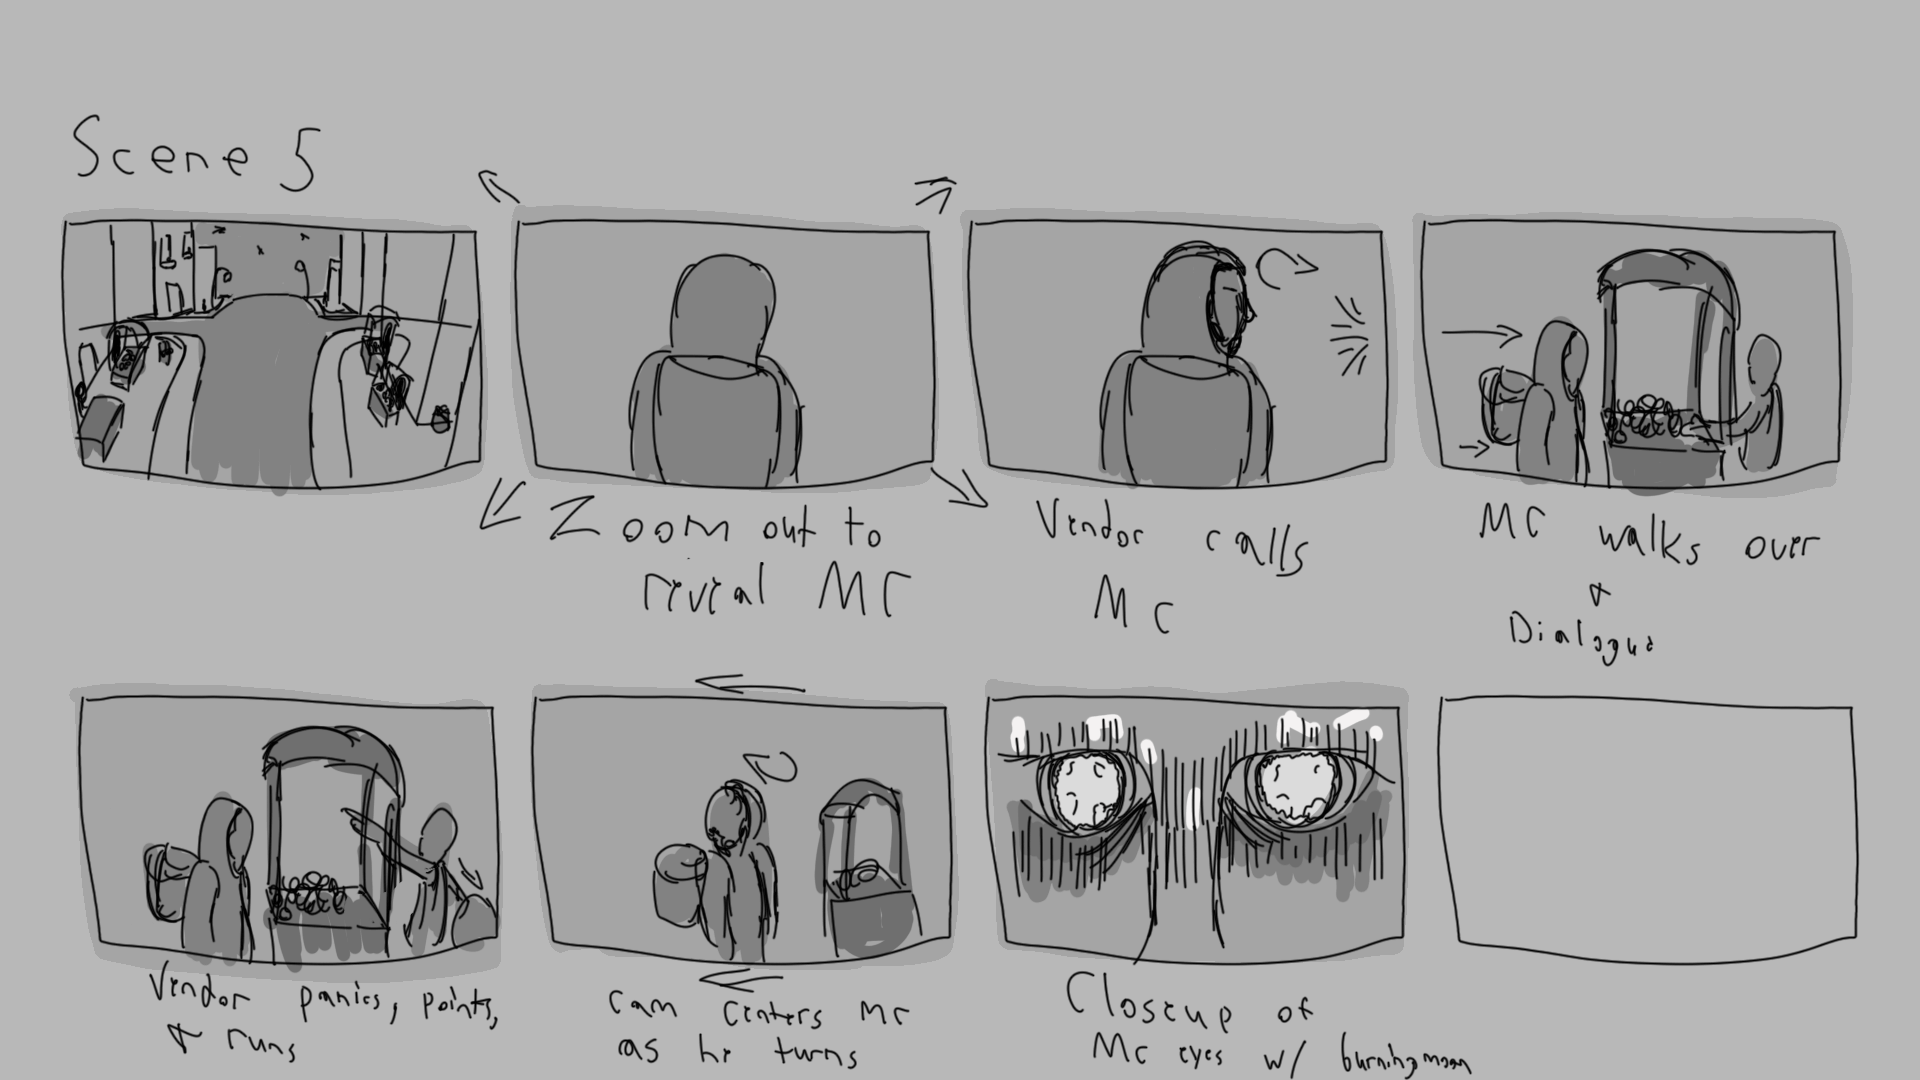 Scene 5
Zoom out to
rivial MC
Vendor calls
MC
MC walks over
&
Dialogue
Vendor panics, points,
& runs
Cam Centers MC
as he turns
Closeup of
MC eyes w/ burning moon